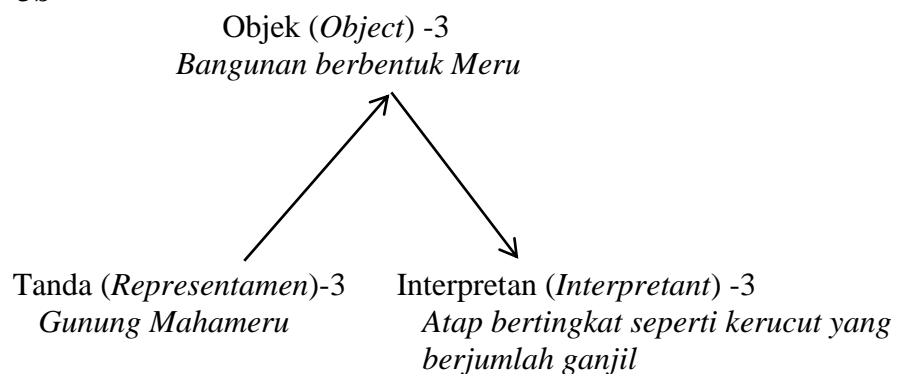 Objek (Object) -3
Bangunan berbentuk Meru
Tanda (Representamen)-3 Interpretan (Interpretant) -3
Gunung Mahameru Atap bertingkat seperti kerucut yang
berjumlah ganjil